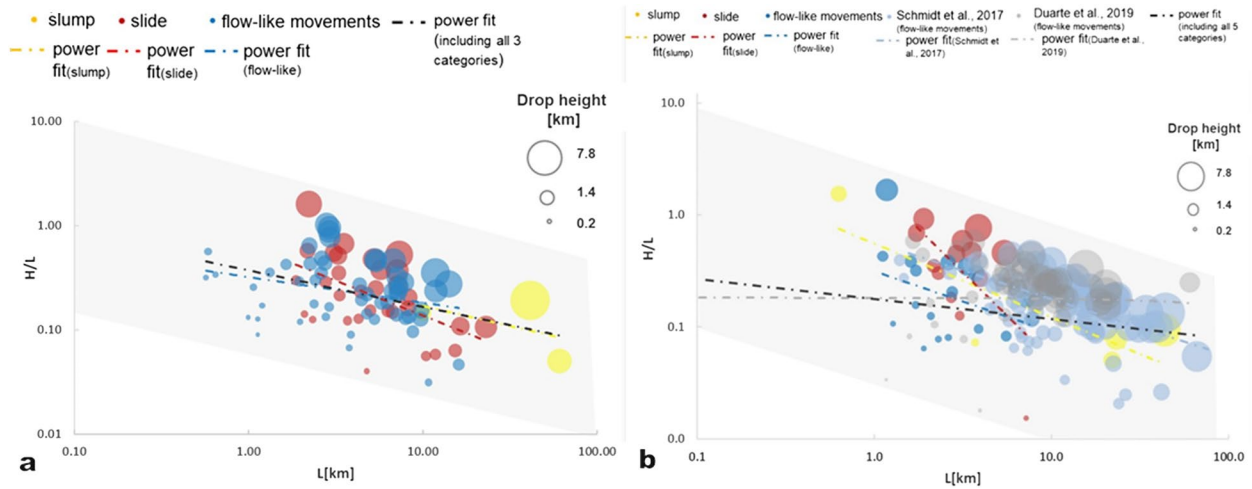 slump
slide
flow-like movements
power fit
(including all 3
categories)
power
fit(slump)
power
fit(slide)
power fit
(flow-like)
Drop height
[km]
7.8
1.4
0.2
10.00
1.00
0.10
0.01
H/L
0.10
1.00
10.00
100.00
L[km]
a
slump
slide
flow-like movements
Schmidt et al., 2017
(flow-like movements)
Duarte et al., 2019
(flow-like movements)
power fit
(including all 5
categories)
power
fit(slump)
power
fit(slide)
power fit
(flow-like)
power fit(Schmidt et
al., 2017)
power fit(Duarte et al.,
2019)
Drop height
[km]
7.8
1.4
0.2
10.0
1.0
0.1
0.0
H/L
0.1
1.0
10.0
100.0
L[km]
b